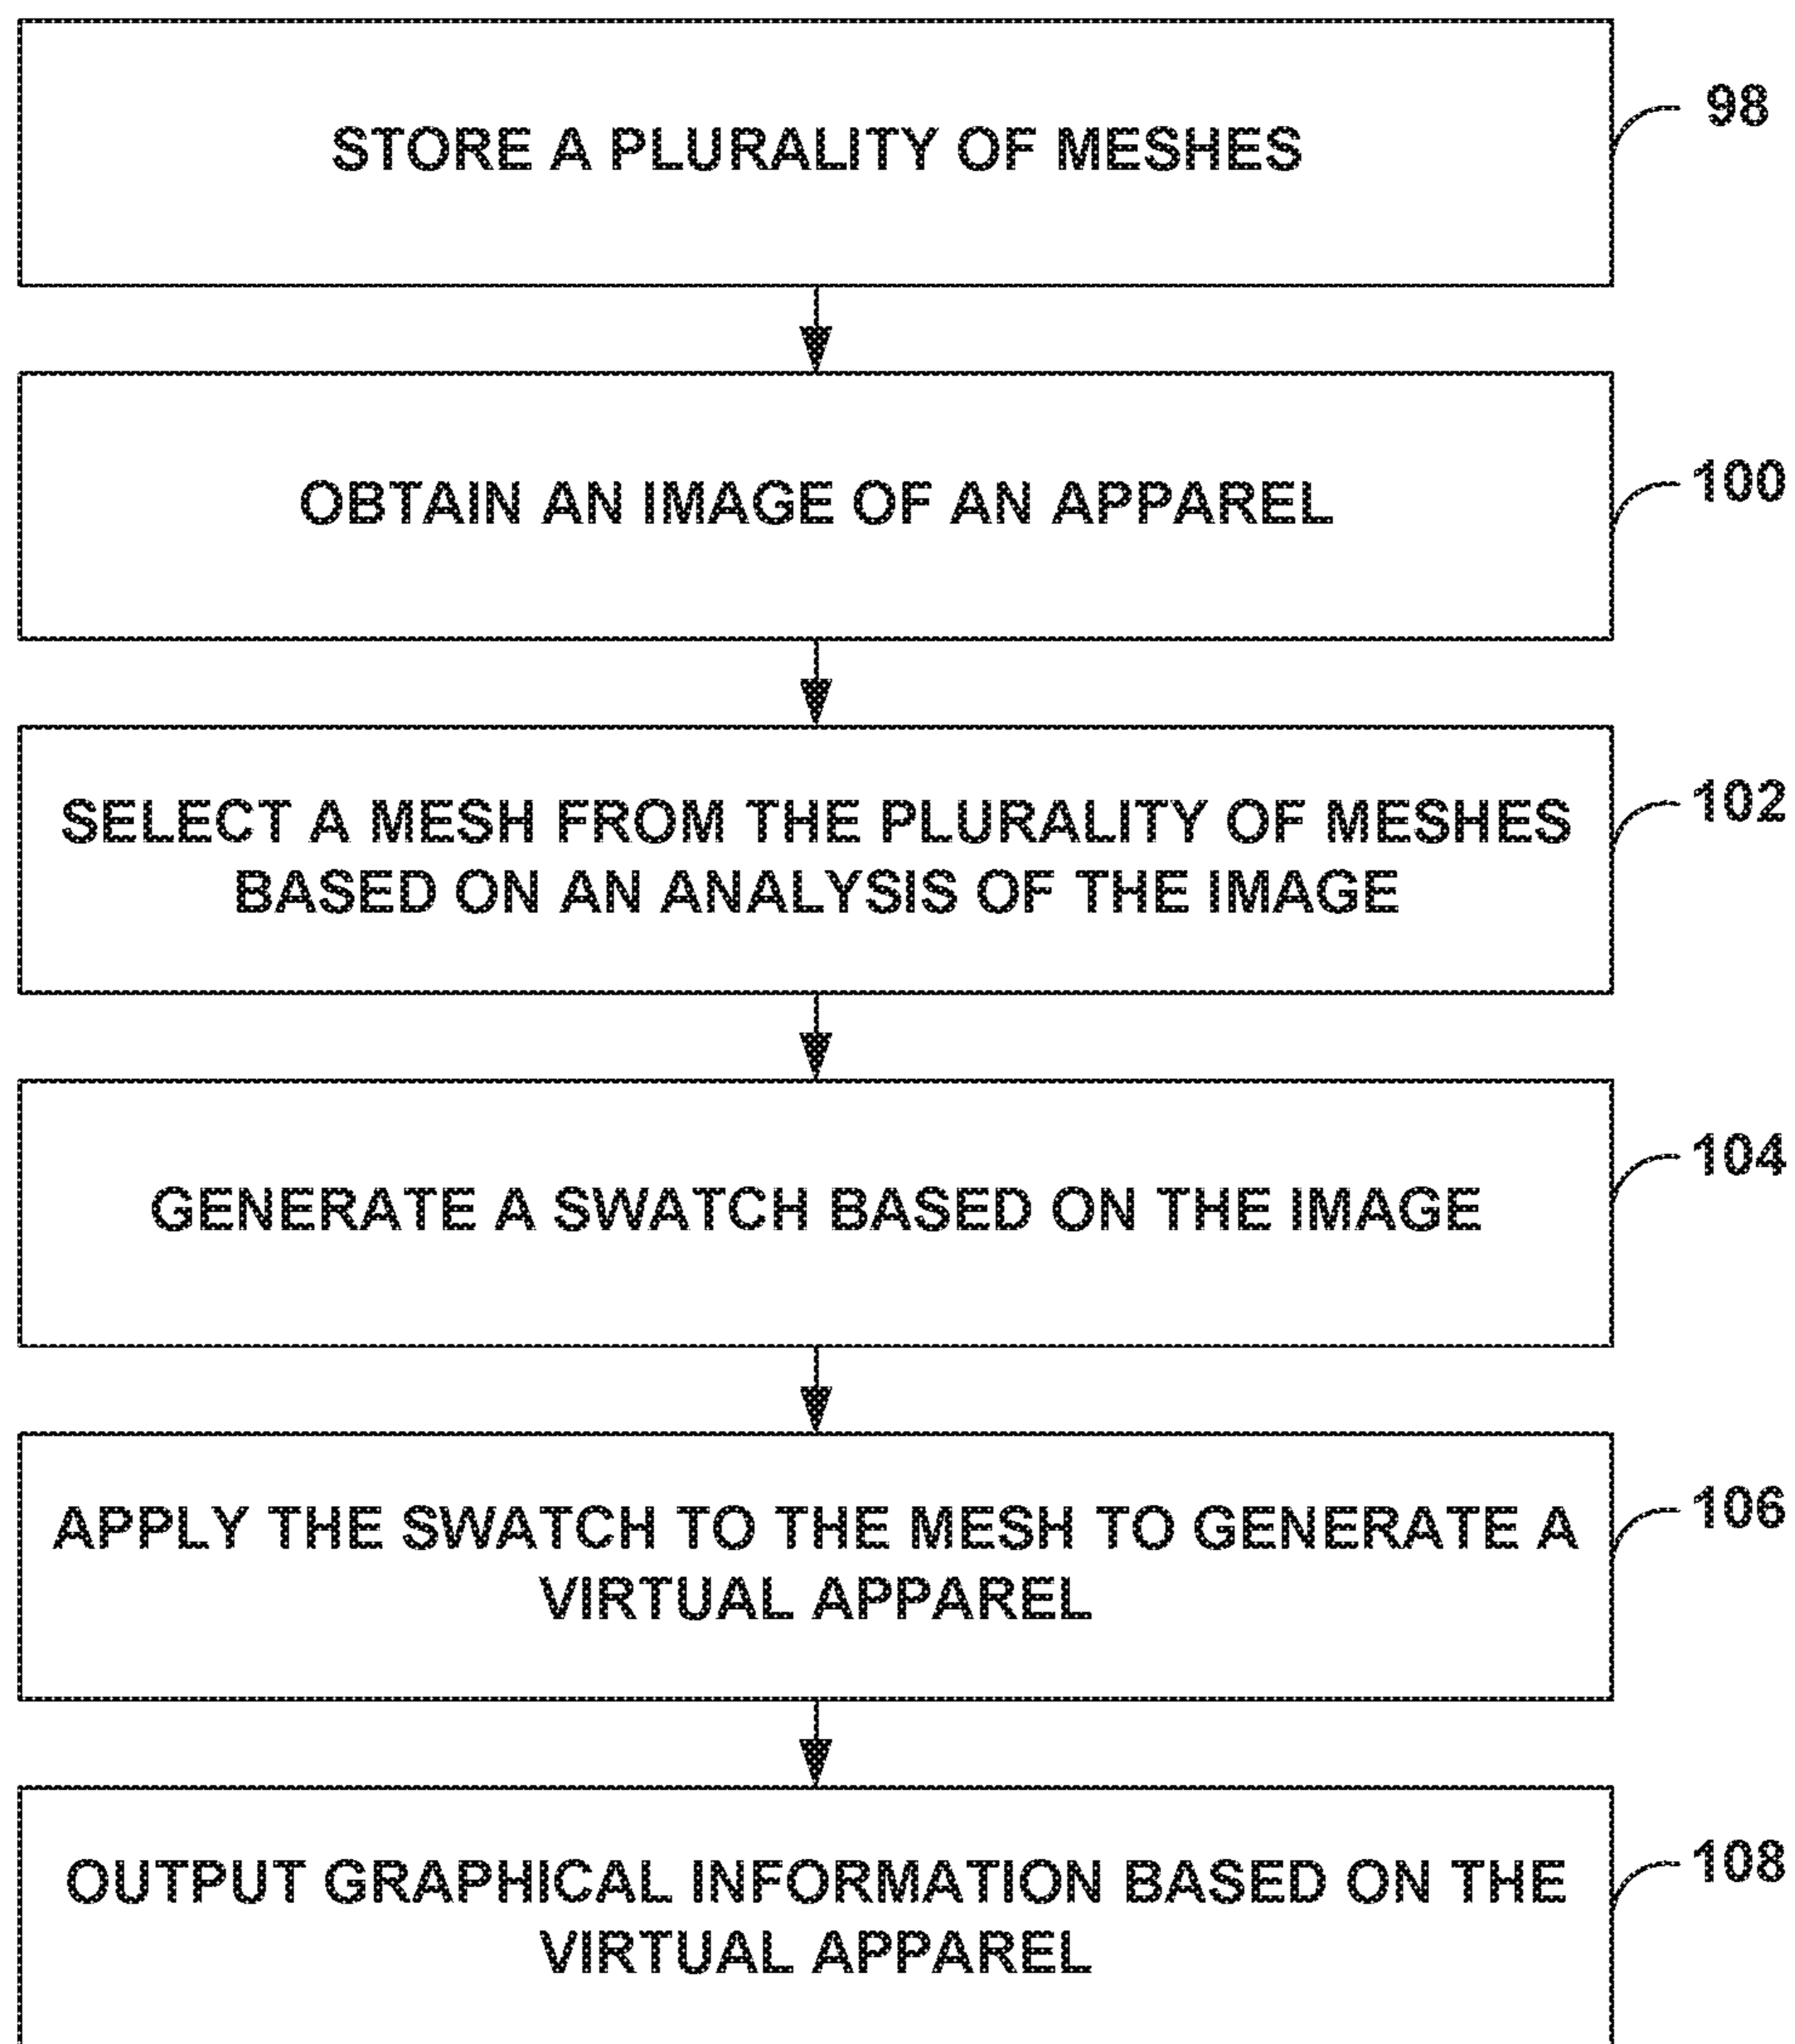 STORE A PLURALITY OF MESHES
98
OBTAIN AN IMAGE OF AN APPAREL
100
SELECT A MESH FROM THE PLURALITY OF MESHES
BASED ON AN ANALYSIS OF THE IMAGE
102
GENERATE A SWATCH BASED ON THE IMAGE
104
APPLY THE SWATCH TO THE MESH TO GENERATE A
VIRTUAL APPAREL
106
OUTPUT GRAPHICAL INFORMATION BASED ON THE
VIRTUAL APPAREL
108